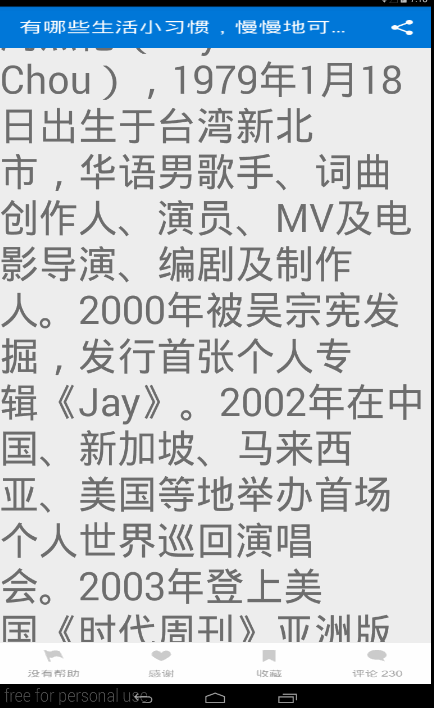 有哪些生活小习惯，慢慢地可...
Chou），1979年1月18
日出生于台湾新北
市，华语男歌手、词曲
创作人、演员、MV及电
影导演、编剧及制作
人。2000年被吴宗宪发
掘，发行首张个人专
辑《Jay》。2002年在中
国、新加坡、马来西
亚、美国等地举办首场
个人世界巡回演唱
会。2003年登上美
国《时代周刊》亚洲版
没有帮助 感谢 收藏 评论 230
free for personal use